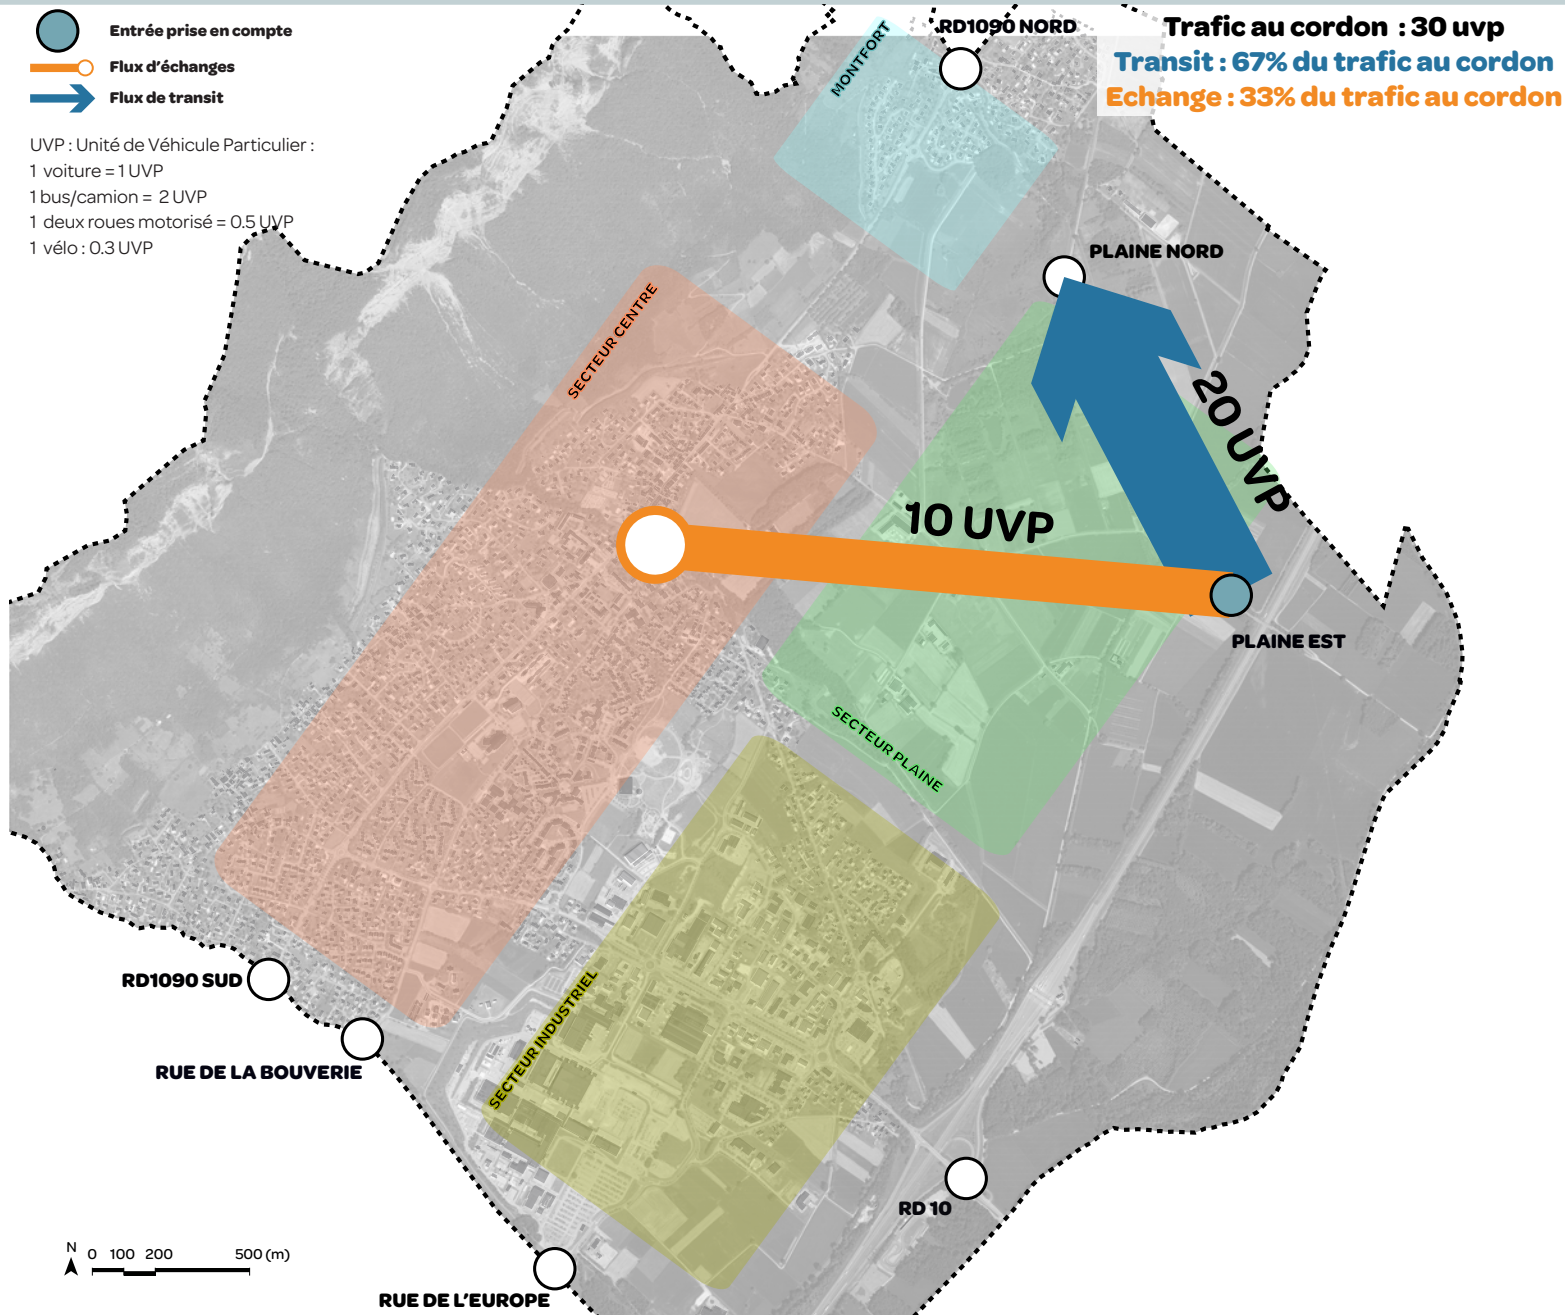 Entrée prise en compte
Flux d'échanges
Flux de transit
UVP : Unité de Véhicule Particulier :
1 voiture = 1 UVP
1 bus/camion = 2 UVP
1 deux roues motorisé = 0.5 UVP
1 vélo : 0.3 UVP
Trafic au cordon : 30 uvp
Transit : 67% du trafic au cordon
Echange : 33% du trafic au cordon
RD1090 NORD
MONTFORT
PLAINE NORD
SECTEUR CENTRE
20 UVP
10 UVP
PLAINE EST
SECTEUR PLAINE
SECTEUR INDUSTRIEL
RD1090 SUD
RUE DE LA BOUVERIE
RD 10
RUE DE L'EUROPE
N
0 100 200 500 (m)